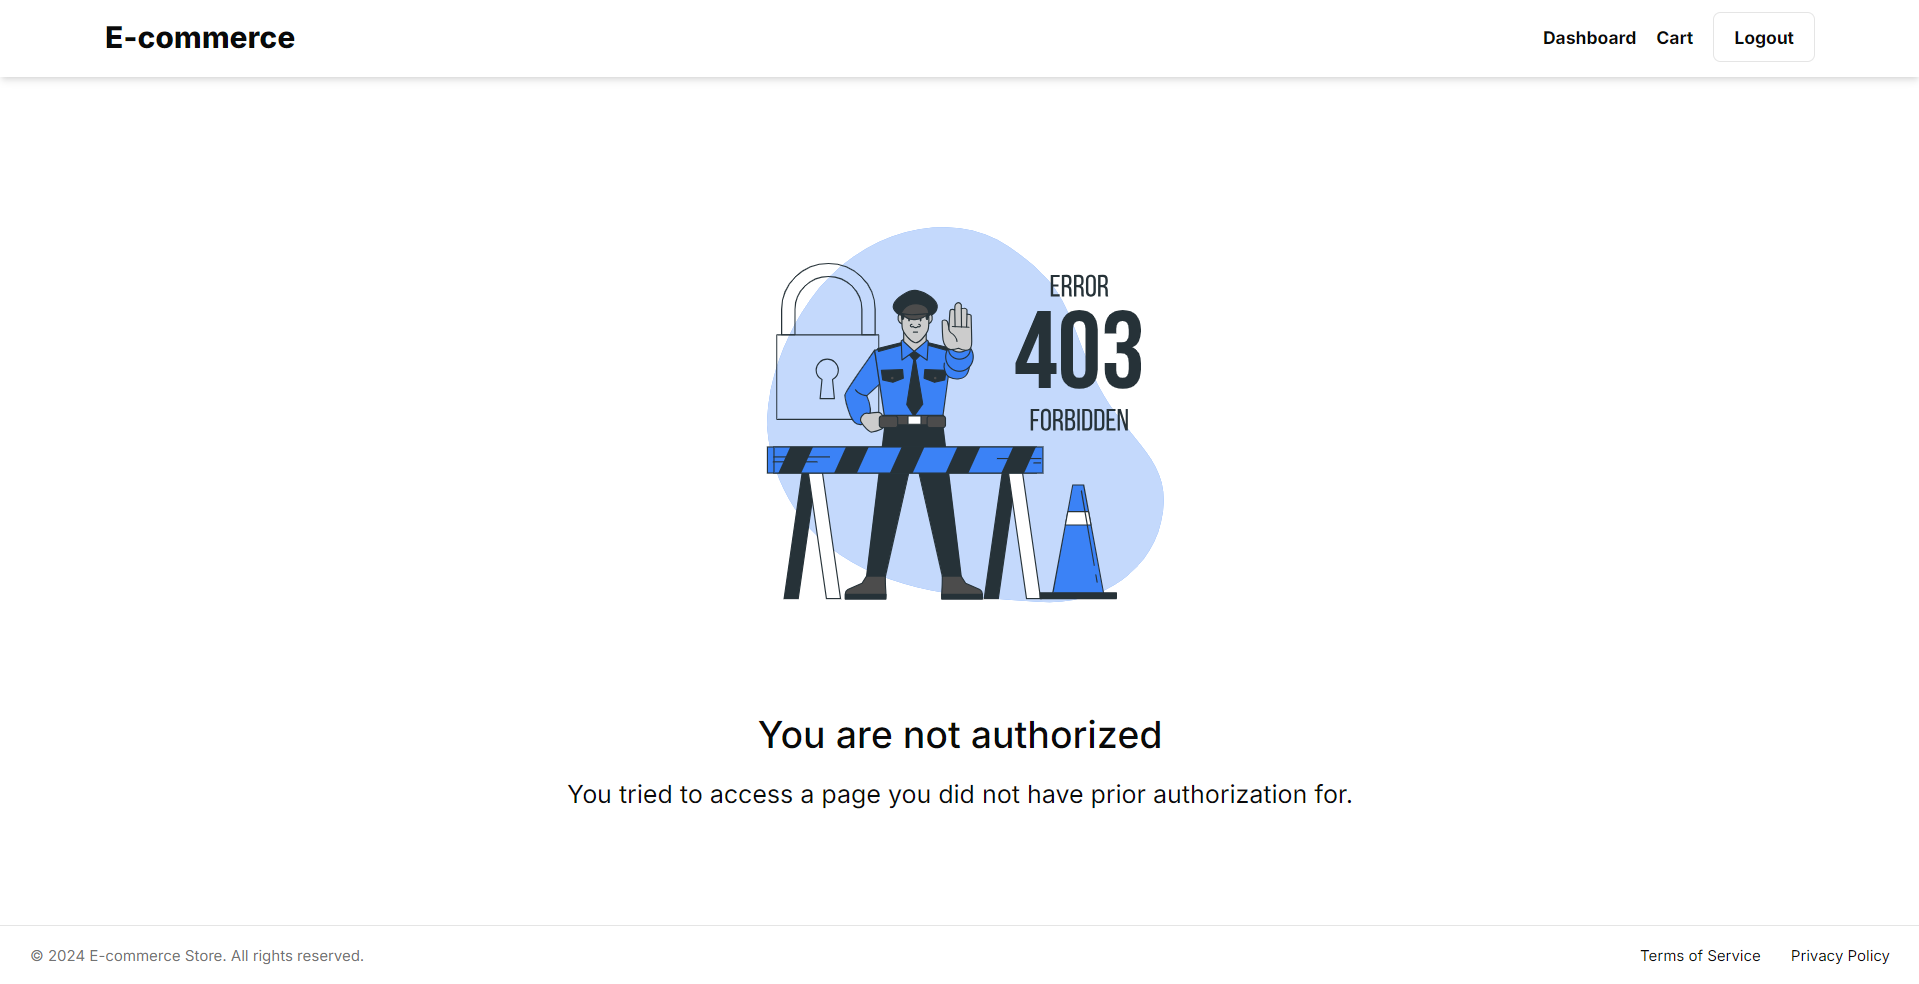 E-commerce
Dashboard Cart Logout
ERROR
403
FORBIDDEN
You are not authorized
You tried to access a page you did not have prior authorization for.
© 2024 E-commerce Store. All rights reserved.
Terms of Service Privacy Policy